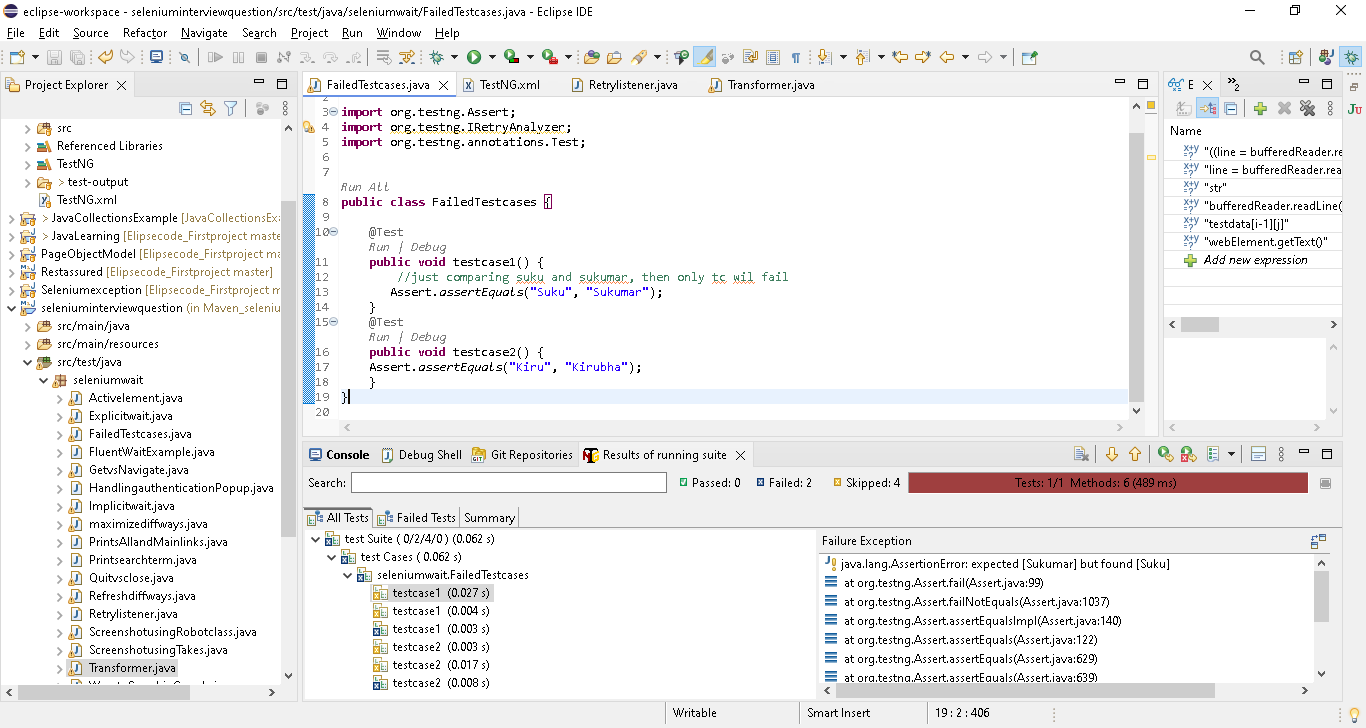 eclipse-workspace - seleniuminterviewquestion/src/test/java/seleniumwait/FailedTestcases.java - Eclipse IDE
File Edit Source Refactor Navigate Search Project Run Window Help
Project Explorer
src
Referenced Libraries
TestNG
> test-output
TestNG.xml
> JavaCollectionsExample [JavaCollectionsExa
> JavaLearning [Elipsecode_Firstproject maste
PageObjectModel [Elipsecode_Firstproject ma
Restassured [Elipsecode_Firstproject master]
Seleniumexception [Elipsecode_Firstproject m
seleniuminterviewquestion (in Maven_seleniu
src/main/java
src/main/resources
src/test/java
seleniumwait
Activelement.java
Explicitwait.java
FailedTestcases.java
FluentWaitExample.java
GetvsNavigate.java
HandlingauthenticationPopup.java
Implicitwait.java
maximizediffways.java
PrintsAllandMainlinks.java
Printsearchterm.java
Quitvsclose.java
Refreshdiffways.java
Retrylistener.java
ScreenshotusingRobotclass.java
ScreenshotusingTakes.java
Transformer.java
FailedTestcases.java TestNG.xml Retrylistener.java Transformer.java
2
3 import org.testng.Assert;
4 import org.testng.IRetryAnalyzer;
5 import org.testng.annotations.Test;
6
7
Run All
8 public class FailedTestcases {
9
10 @Test
Run | Debug
11 public void testcase1() {
12 //just comparing suku and sukumar, then only tc wil fail
13 Assert.assertEquals("Suku", "Sukumar");
14 }
15 @Test
Run | Debug
16 public void testcase2() {
17 Assert.assertEquals("Kiru", "Kirubha");
18 }
19 }
20
E
2
Name
"((line = bufferedReader.re
"line = bufferedReader.rea
"str"
"bufferedReader.readLine(
"testdata[i-1][j]"
"webElement.getText()"
Add new expression
Console Debug Shell Git Repositories Results of running suite
Search: Passed: 0 Failed: 2 Skipped: 4 Tests: 1/1 Methods: 6 (489 ms)
All Tests Failed Tests Summary
test Suite ( 0/2/4/0 ) (0.062 s)
test Cases ( 0.062 s)
seleniumwait.FailedTestcases
testcase1 (0.027 s)
testcase1 (0.004 s)
testcase1 (0.003 s)
testcase2 (0.003 s)
testcase2 (0.017 s)
testcase2 (0.008 s)
Failure Exception
java.lang.AssertionError: expected [Sukumar] but found [Suku]
at org.testng.Assert.fail(Assert.java:99)
at org.testng.Assert.failNotEquals(Assert.java:1037)
at org.testng.Assert.assertEqualsImpl(Assert.java:140)
at org.testng.Assert.assertEquals(Assert.java:122)
at org.testng.Assert.assertEquals(Assert.java:629)
at org.testng.Assert.assertEquals(Assert.java:639)
Writable Smart Insert 19 : 2 : 406